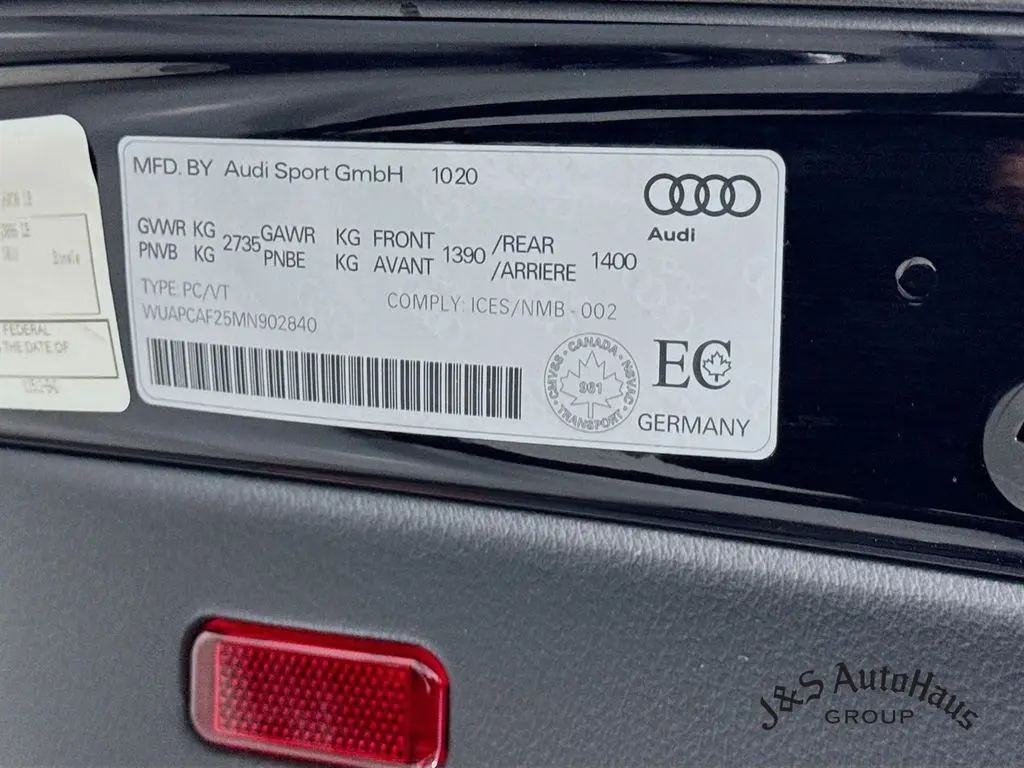 MFD. BY Audi Sport GmbH 1020
Audi
GVWR KG 2735 GAWR KG FRONT 1390 /REAR 1400
PNVB KG PNBE KG AVANT /ARRIERE
TYPE: PC/VT
COMPLY: ICES/NMB - 002
WUAPCAF25MN902840
CMVSS · CANADA · NSVAC
961
TRANSPORT
EC
GERMANY
Single
FEDERAL
THE DATE OF
J&S AutoHaus
GROUP